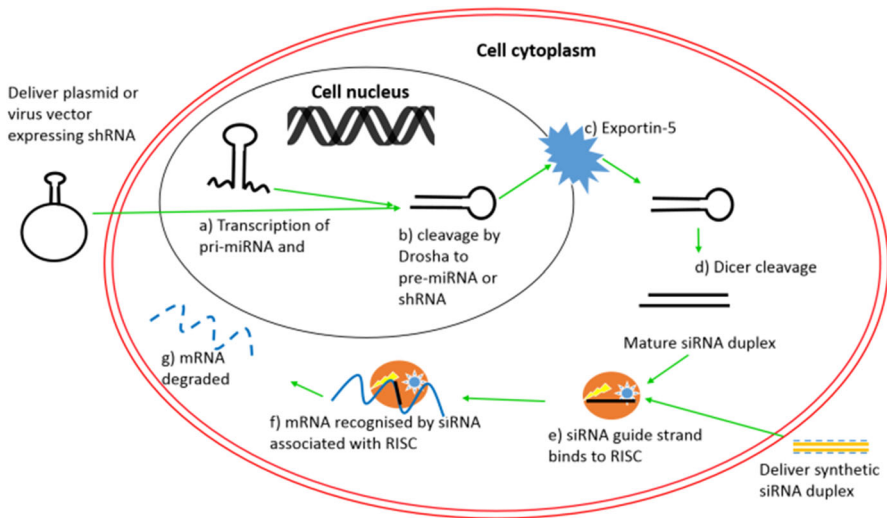 Cell cytoplasm
Deliver plasmid or
virus vector
expressing shRNA
Cell nucleus
c) Exportin-5
a) Transcription of
pri-miRNA and
b) cleavage by
Drosha to
pre-miRNA or
shRNA
d) Dicer cleavage
Mature siRNA duplex
g) mRNA
degraded
f) mRNA recognised by siRNA
associated with RISC
e) siRNA guide strand
binds to RISC
Deliver synthetic
siRNA duplex